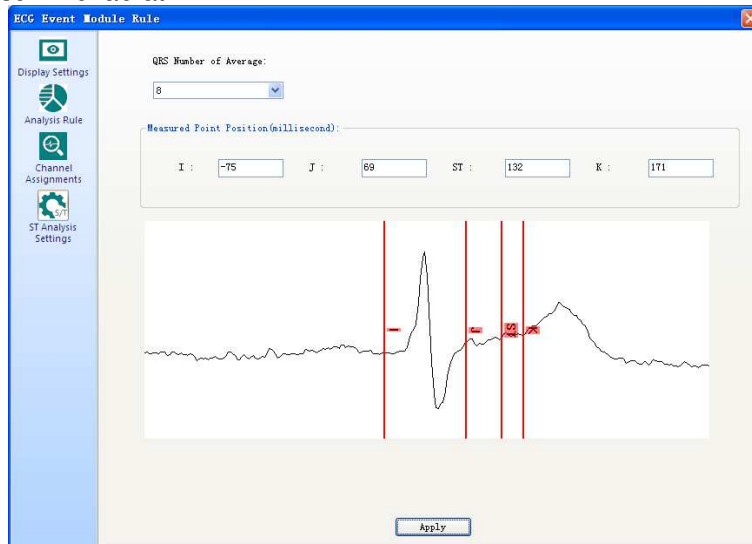 ECG Event Module Rule
Display Settings
Analysis Rule
Channel
Assignments
S/T
ST Analysis
Settings
QRS Number of Average:
8
Measured Point Position(millisecond):
I : -75 J : 69 ST : 132 K : 171
I J ST K
Apply